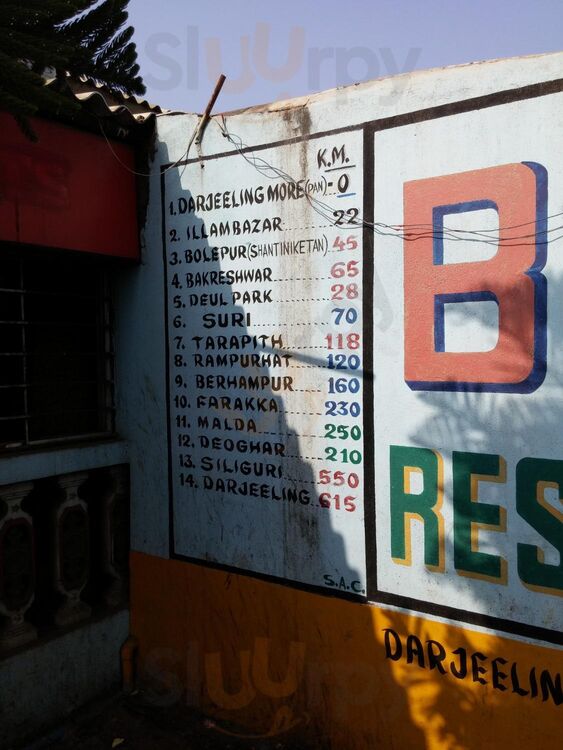 K.M.
1. DARJEELING MORE (PAN)-0
2. ILLAMBAZAR 22
3. BOLEPUR (SHANTINIKETAN) 45
4. BAKRESHWAR 65
5. DEUL PARK 28
6. SURI 70
7. TARAPITH 118
8. RAMPURHAT 120
9. BERHAMPUR 160
10. FARAKKA 230
11. MALDA 250
12. DEOGHAR 210
13. SILIGURI 550
14. DARJEELING 615
S.A.C.
B
RES
DARJEELIN
Slurpy
Slurpy